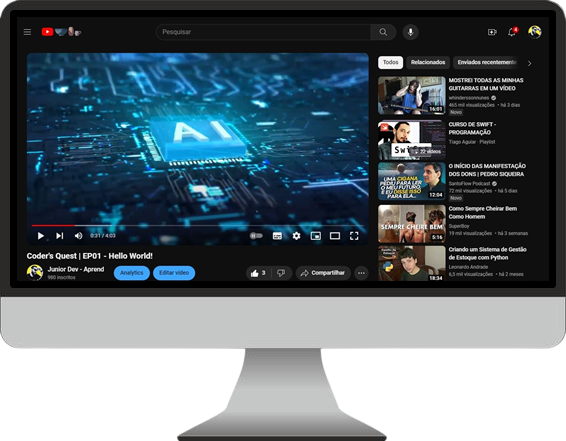 Pesquisar
4
AI
0:31 / 4:03
Coder's Quest | EP01 - Hello World!
Junior Dev - Aprend
980 inscritos
Analytics
Editar vídeo
3
Compartilhar
Todos
Relacionados
Enviados recentemente
16:01
MOSTREI TODAS AS MINHAS
GUITARRAS EM UM VÍDEO
whinderssonnunes
465 mil visualizações • há 3 dias
Novo
72 vídeos
CURSO DE SWIFT -
PROGRAMAÇÃO
Tiago Aguiar · Playlist
UMA CIGANA
PEDIU PARA LER
O MEU FUTURO,
E EU DISSE ISSO
PARA ELA...
12:04
O INÍCIO DAS MANIFESTAÇÃO
DOS DONS | PEDRO SIQUEIRA
SantoFlow Podcast
72 mil visualizações • há 5 dias
Novo
SEMPRE CHEIRE BEM
5:16
Como Sempre Cheirar Bem
Como Homem
SuperBoy
19 mil visualizações • há 3 semanas
18:34
Criando um Sistema de Gestão
de Estoque com Python
Leonardo Andrade
6,5 mil visualizações • há 2 meses